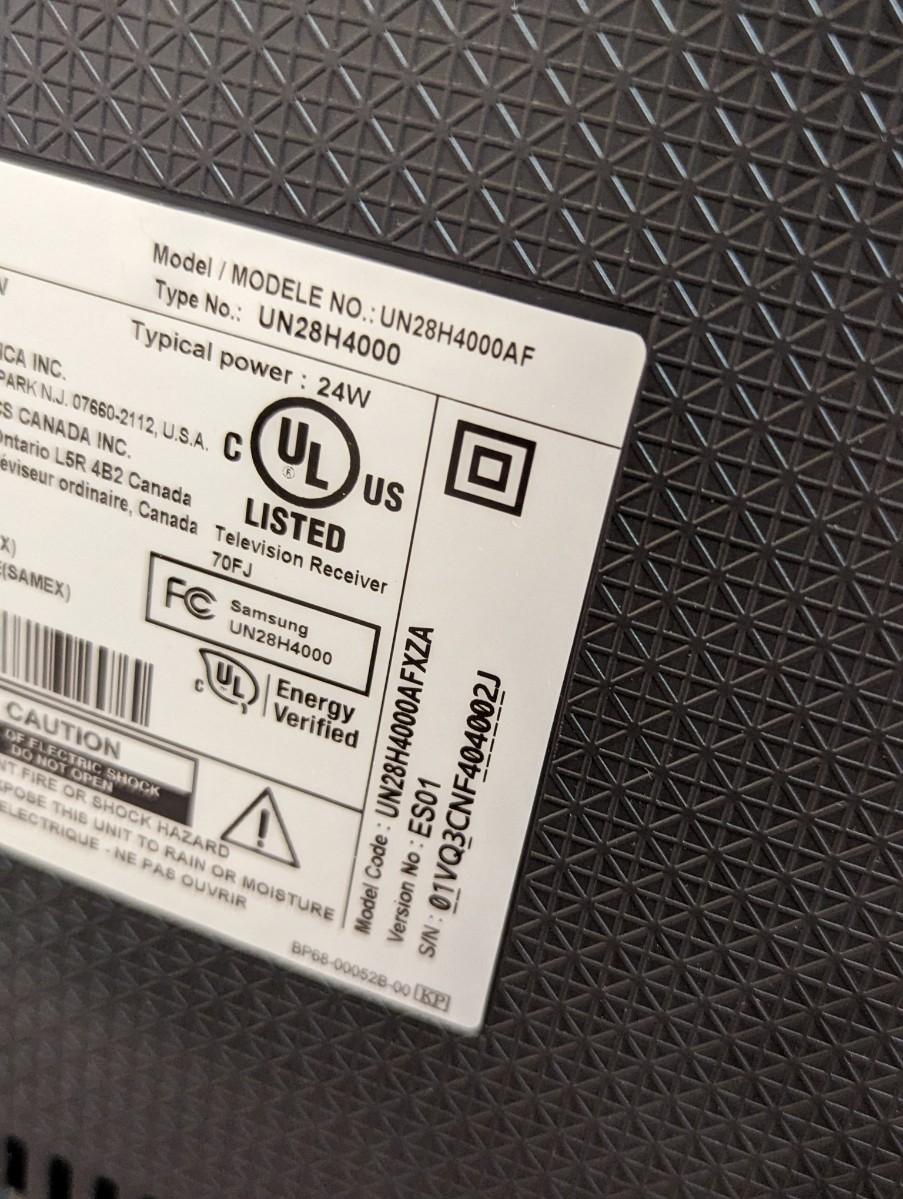 Model / MODELE NO.: UN28H4000AF
Type No.: UN28H4000
Typical power : 24W
INC.
PARK N.J. 07660-2112, U.S.A.
CANADA INC.
Ontario L5R 4B2 Canada
ordinaire, Canada
(SAMEX)
C UL ® US
LISTED
Television Receiver
70FJ
FC Samsung
UN28H4000
C UL Energy
Verified
CAUTION
OF ELECTRIC SHOCK
DO NOT OPEN
FIRE OR SHOCK HAZARD
THIS UNIT TO RAIN OR MOISTURE
- NE PAS OUVRIR
Model Code : UN28H4000AFXZA
Version No : ES01
S/N : 01VQ3CNF404002J
BP68-00052B-00 KP